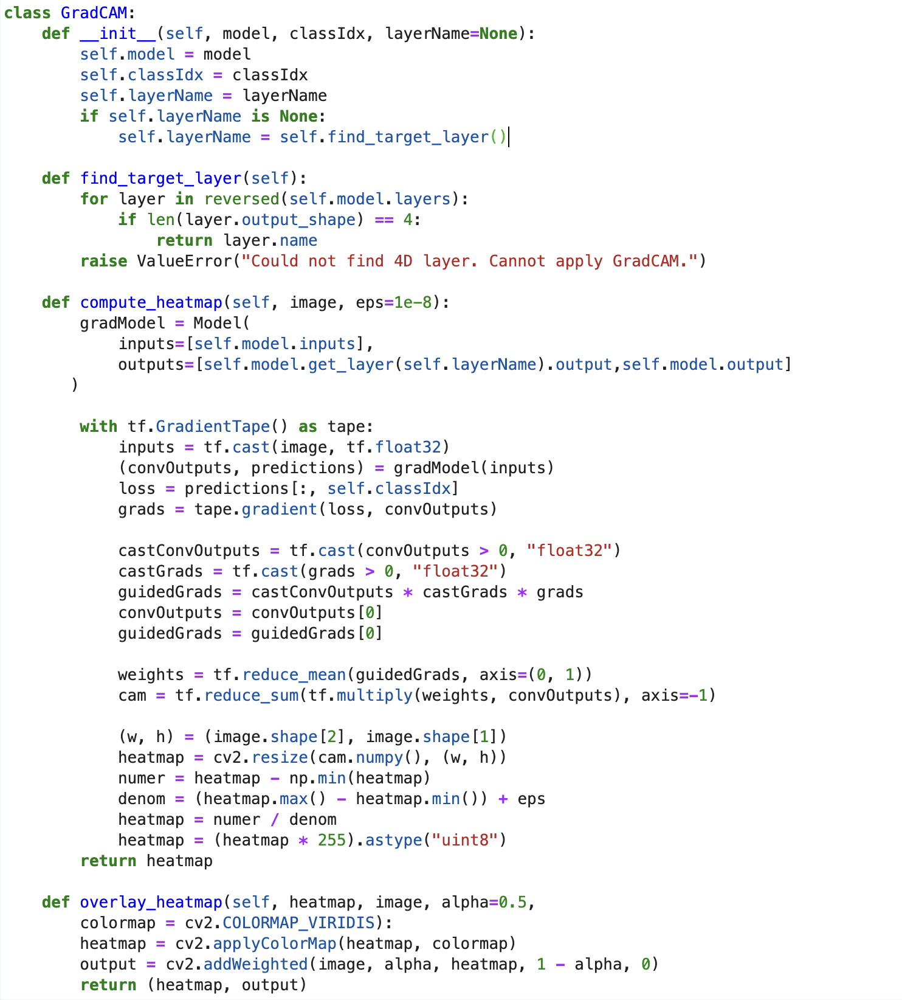 class GradCAM:
    def __init__(self, model, classIdx, layerName=None):
        self.model = model
        self.classIdx = classIdx
        self.layerName = layerName
        if self.layerName is None:
            self.layerName = self.find_target_layer()

    def find_target_layer(self):
        for layer in reversed(self.model.layers):
            if len(layer.output_shape) == 4:
                return layer.name
        raise ValueError("Could not find 4D layer. Cannot apply GradCAM.")

    def compute_heatmap(self, image, eps=1e-8):
        gradModel = Model(
            inputs=[self.model.inputs],
            outputs=[self.model.get_layer(self.layerName).output,self.model.output]
       )

        with tf.GradientTape() as tape:
            inputs = tf.cast(image, tf.float32)
            (convOutputs, predictions) = gradModel(inputs)
            loss = predictions[:, self.classIdx]
            grads = tape.gradient(loss, convOutputs)

            castConvOutputs = tf.cast(convOutputs > 0, "float32")
            castGrads = tf.cast(grads > 0, "float32")
            guidedGrads = castConvOutputs * castGrads * grads
            convOutputs = convOutputs[0]
            guidedGrads = guidedGrads[0]

            weights = tf.reduce_mean(guidedGrads, axis=(0, 1))
            cam = tf.reduce_sum(tf.multiply(weights, convOutputs), axis=-1)

            (w, h) = (image.shape[2], image.shape[1])
            heatmap = cv2.resize(cam.numpy(), (w, h))
            numer = heatmap - np.min(heatmap)
            denom = (heatmap.max() - heatmap.min()) + eps
            heatmap = numer / denom
            heatmap = (heatmap * 255).astype("uint8")
        return heatmap

    def overlay_heatmap(self, heatmap, image, alpha=0.5,
        colormap = cv2.COLORMAP_VIRIDIS):
        heatmap = cv2.applyColorMap(heatmap, colormap)
        output = cv2.addWeighted(image, alpha, heatmap, 1 - alpha, 0)
        return (heatmap, output)